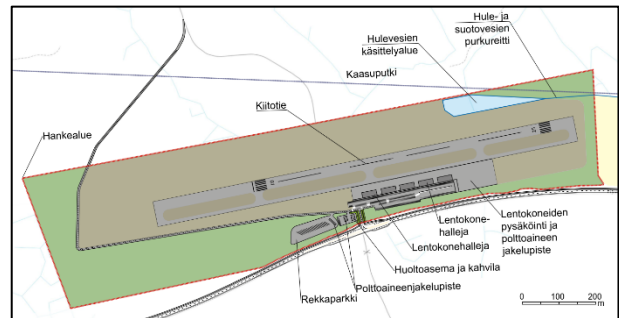 Hule- ja
suotovesien
purkureitti
Hulevesien
käsittelyalue
Kaasuputki
Kiitotie
Hankealue
Lentokone-
halleja
Lentokoneiden
pysäköinti ja
polttoaineen
jakelupiste
Lentokonehalleja
Huoltoasema ja kahvila
Polttoaineenjakelupiste
Rekkaparkki
0 100 200
m